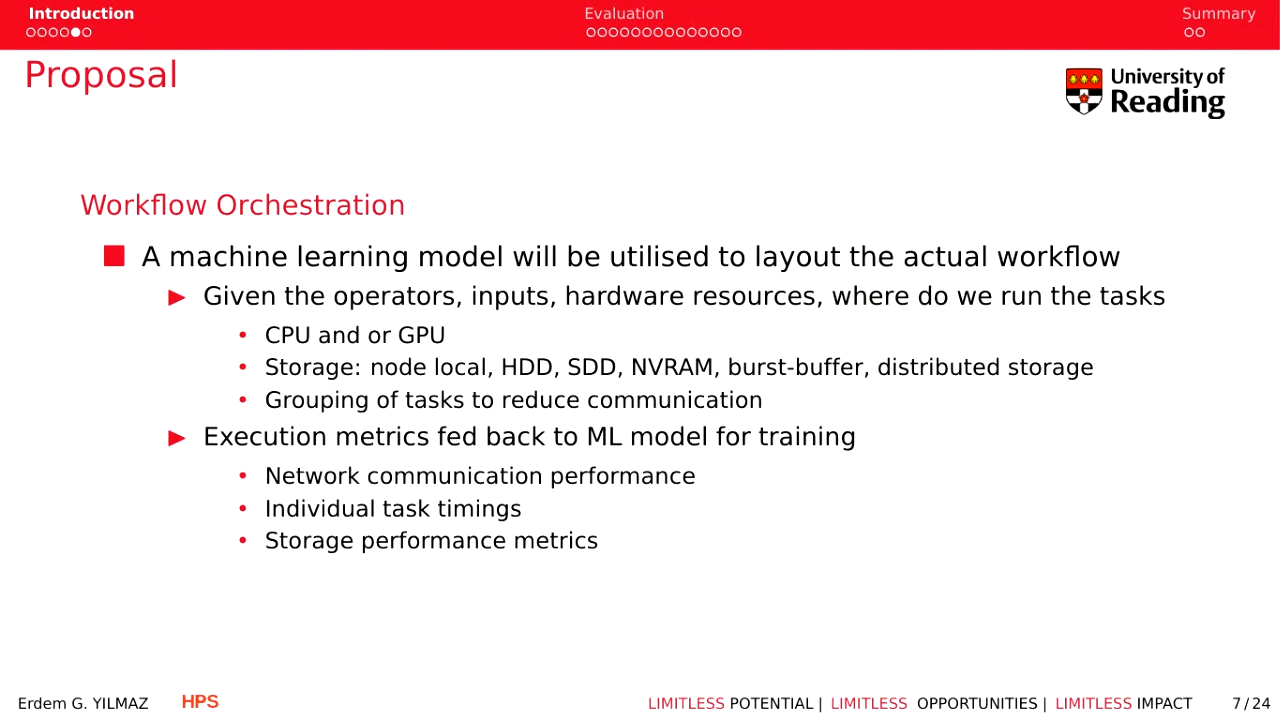 Introduction
Evaluation
Summary
Proposal
University of
Reading
Workflow Orchestration
A machine learning model will be utilised to layout the actual workflow
Given the operators, inputs, hardware resources, where do we run the tasks
CPU and or GPU
Storage: node local, HDD, SDD, NVRAM, burst-buffer, distributed storage
Grouping of tasks to reduce communication
Execution metrics fed back to ML model for training
Network communication performance
Individual task timings
Storage performance metrics
Erdem G. YILMAZ
HPS
LIMITLESS POTENTIAL | LIMITLESS OPPORTUNITIES | LIMITLESS IMPACT
7/24